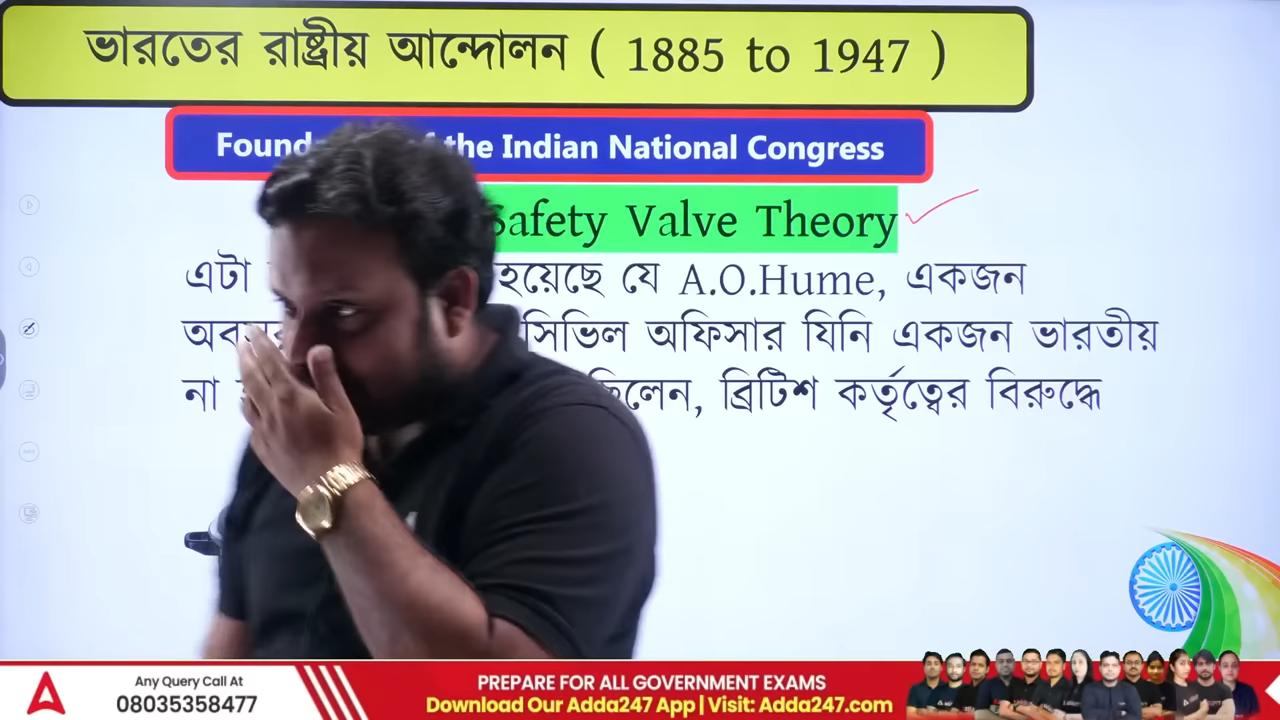 ভারতের রাষ্ট্রীয় আন্দোলন ( 1885 to 1947 )
the Indian National Congress
Safety Valve Theory
এটা হয়েছে যে A.O.Hume, একজন
সিভিল অফিসার যিনি একজন ভারতীয়
না ব্রিটিশ কর্তৃত্বের বিরুদ্ধে
Any Query Call At
08035358477
PREPARE FOR ALL GOVERNMENT EXAMS
Download Our Adda247 App | Visit: Adda247.com